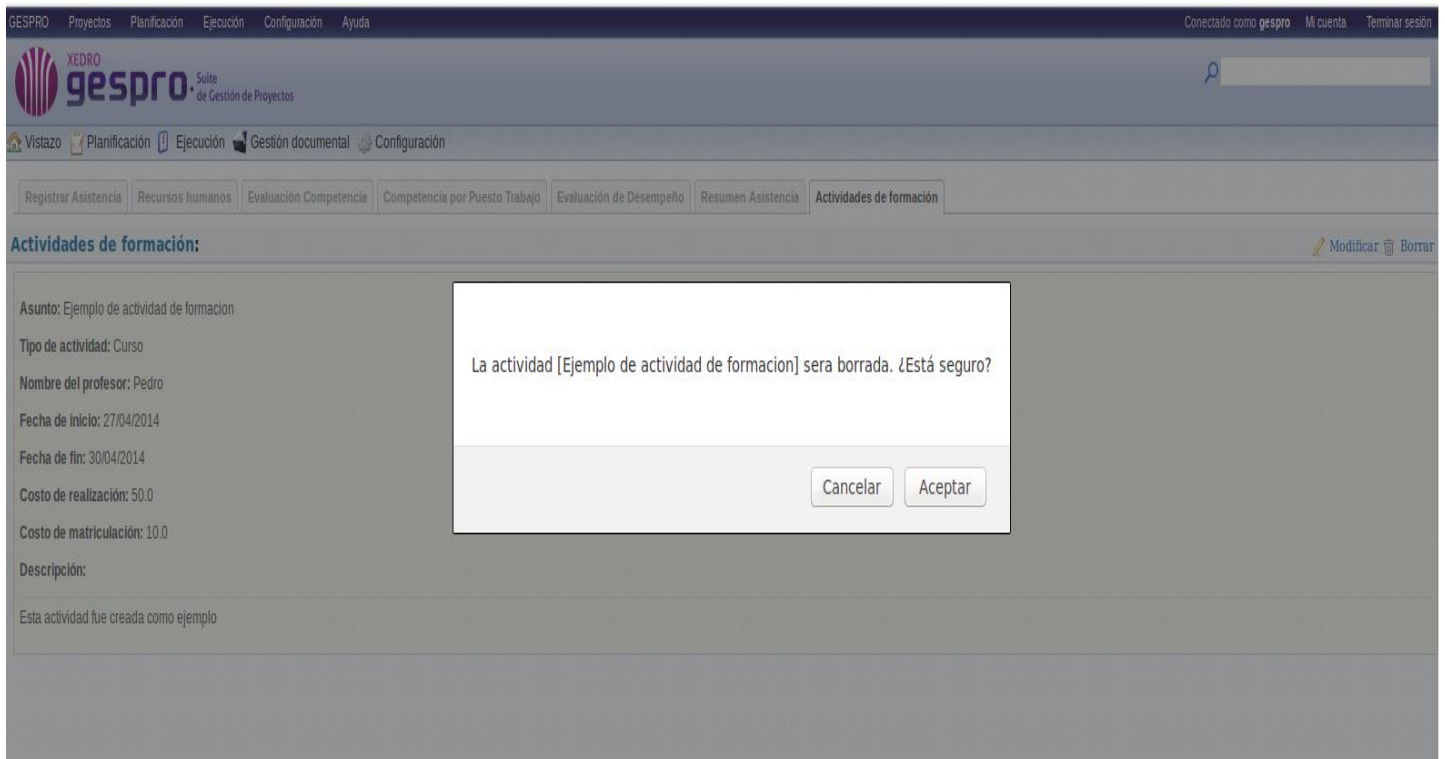 GESPRO Proyectos Planificación Ejecución Configuración Ayuda Conectado como gespro Mi cuenta Terminar sesión
XEDRO
gespro. Suite
de Gestión de Proyectos
Vistazo Planificación Ejecución Gestión documental Configuración
Registrar Asistencia Recursos humanos Evaluación Competencia Competencia por Puesto Trabajo Evaluación de Desempeño Resumen Asistencia Actividades de formación
Actividades de formación: Modificar Borrar
Asunto: Ejemplo de actividad de formacion
Tipo de actividad: Curso
La actividad [Ejemplo de actividad de formacion] sera borrada. ¿Está seguro?
Nombre del profesor: Pedro
Fecha de inicio: 27/04/2014
Fecha de fin: 30/04/2014
Costo de realización: 50.0
Cancelar Aceptar
Costo de matriculación: 10.0
Descripción:
Esta actividad fue creada como ejemplo